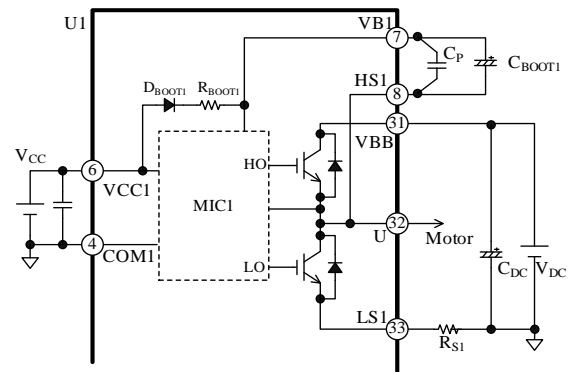 U1
VB1
7
CP
CBOOT1
DBOOT1
RBOOT1
HS1
8
31
VBB
VCC
6
VCC1
HO
MIC1
32
U
Motor
4
COM1
LO
CDC
VDC
LS1
33
RS1